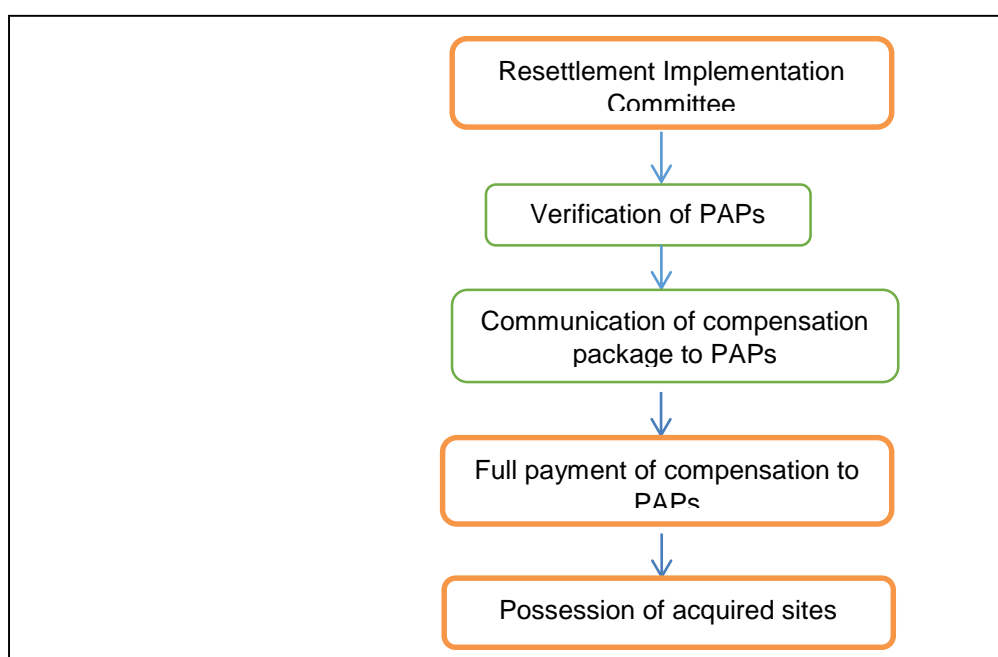 Resettlement Implementation
Committee
Verification of PAPs
Communication of compensation
package to PAPs
Full payment of compensation to
PAPs
Possession of acquired sites